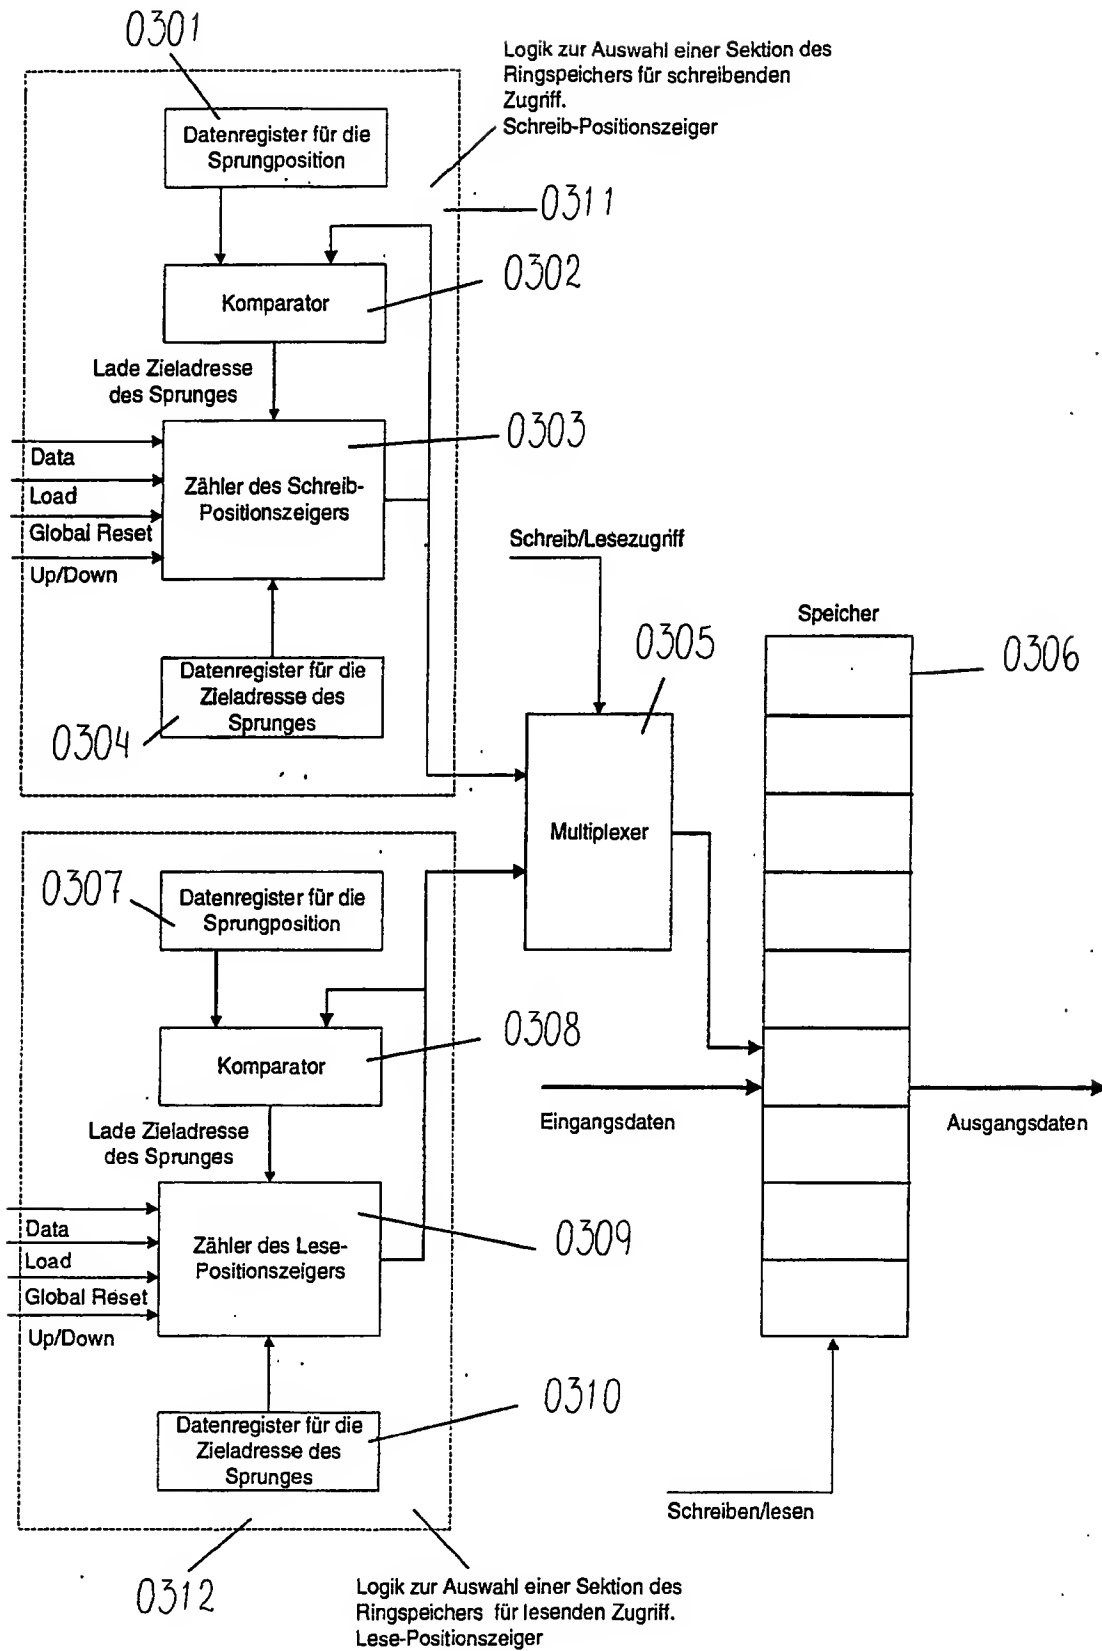 0301
Logik zur Auswahl einer Sektion des
Ringspeichers für schreibenden
Zugriff.
Schreib-Positionszeiger
Datenregister für die
Sprungposition
0311
0302
Komparator
Lade Zieladresse
des Sprunges
0303
Data
Load
Global Reset
Up/Down
Zähler des Schreib-
Positionszeigers
Schreib/Lesezugriff
Speicher
0305
0306
Datenregister für die
Zieladresse des
Sprunges
0304
Multiplexer
0307
Datenregister für die
Sprungposition
0308
Komparator
Eingangsdaten
Ausgangsdaten
Lade Zieladresse
des Sprunges
0309
Data
Load
Global Reset
Up/Down
Zähler des Lese-
Positionszeigers
0310
Datenregister für die
Zieladresse des
Sprunges
Schreiben/lesen
0312
Logik zur Auswahl einer Sektion des
Ringspeichers für lesenden Zugriff.
Lese-Positionszeiger